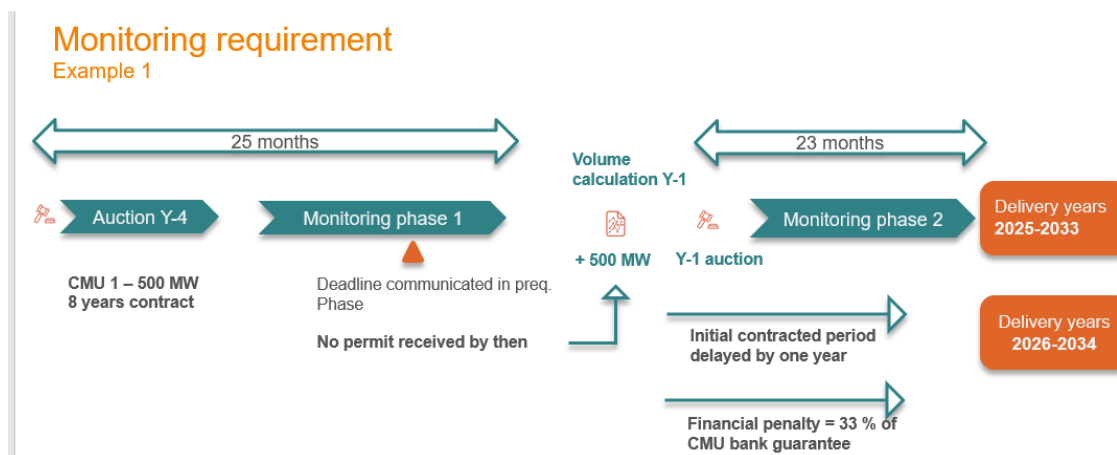 Monitoring requirement
Example 1
25 months
23 months
Volume
calculation Y-1
Auction Y-4
Monitoring phase 1
Monitoring phase 2
Delivery years
2025-2033
+ 500 MW
Y-1 auction
CMU 1 – 500 MW
8 years contract
Deadline communicated in preq.
Phase
No permit received by then
Initial contracted period
delayed by one year
Delivery years
2026-2034
Financial penalty = 33 % of
CMU bank guarantee